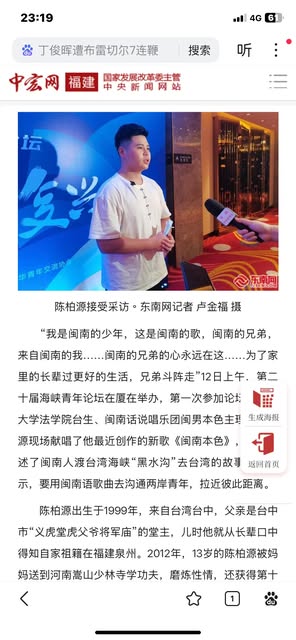 23:19
4G
61
丁俊晖遭布雷切尔7连鞭
搜索
听
中宏网
福建
国家发展改革委主管
中央新闻网站
坛
复兴
华青年交流协会
东南网
陈柏源接受采访。东南网记者 卢金福 摄
“我是闽南的少年，这是闽南的歌，闽南的兄弟，
来自闽南的我……闽南的兄弟的心永远在这……为了家
里的长辈过更好的生活，兄弟斗阵走”12日上午，第二
十届海峡青年论坛在厦在举办，第一次参加论坛
大学法学院台生、闽南话说唱乐团闽男本色主理
源现场献唱了他最近创作的新歌《闽南本色》，
述了闽南人渡台湾海峡“黑水沟”去台湾的故事
示，要用闽南语歌曲去沟通两岸青年，拉近彼此距离。
生成海报
返回首页
陈柏源出生于1999年，来自台湾台中，父亲是台中
市“义虎堂虎父爷将军庙”的堂主，儿时他就从长辈口中
得知自家祖籍在福建泉州。2012年，13岁的陈柏源被妈
妈送到河南嵩山少林寺学功夫，磨炼性情，还获得第十
1